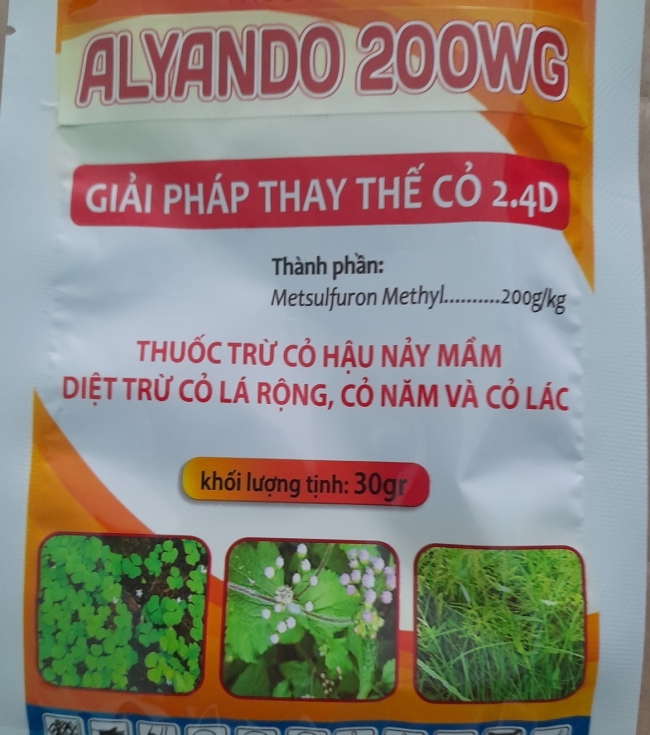 ALYANDO 200WG
GIẢI PHÁP THAY THẾ CỎ 2.4D
Thành phần:
Metsulfuron Methyl..........200g/kg
THUỐC TRỪ CỎ HẬU NẢY MẦM
DIỆT TRỪ CỎ LÁ RỘNG, CỎ NĂM VÀ CỎ LÁC
khối lượng tịnh: 30gr